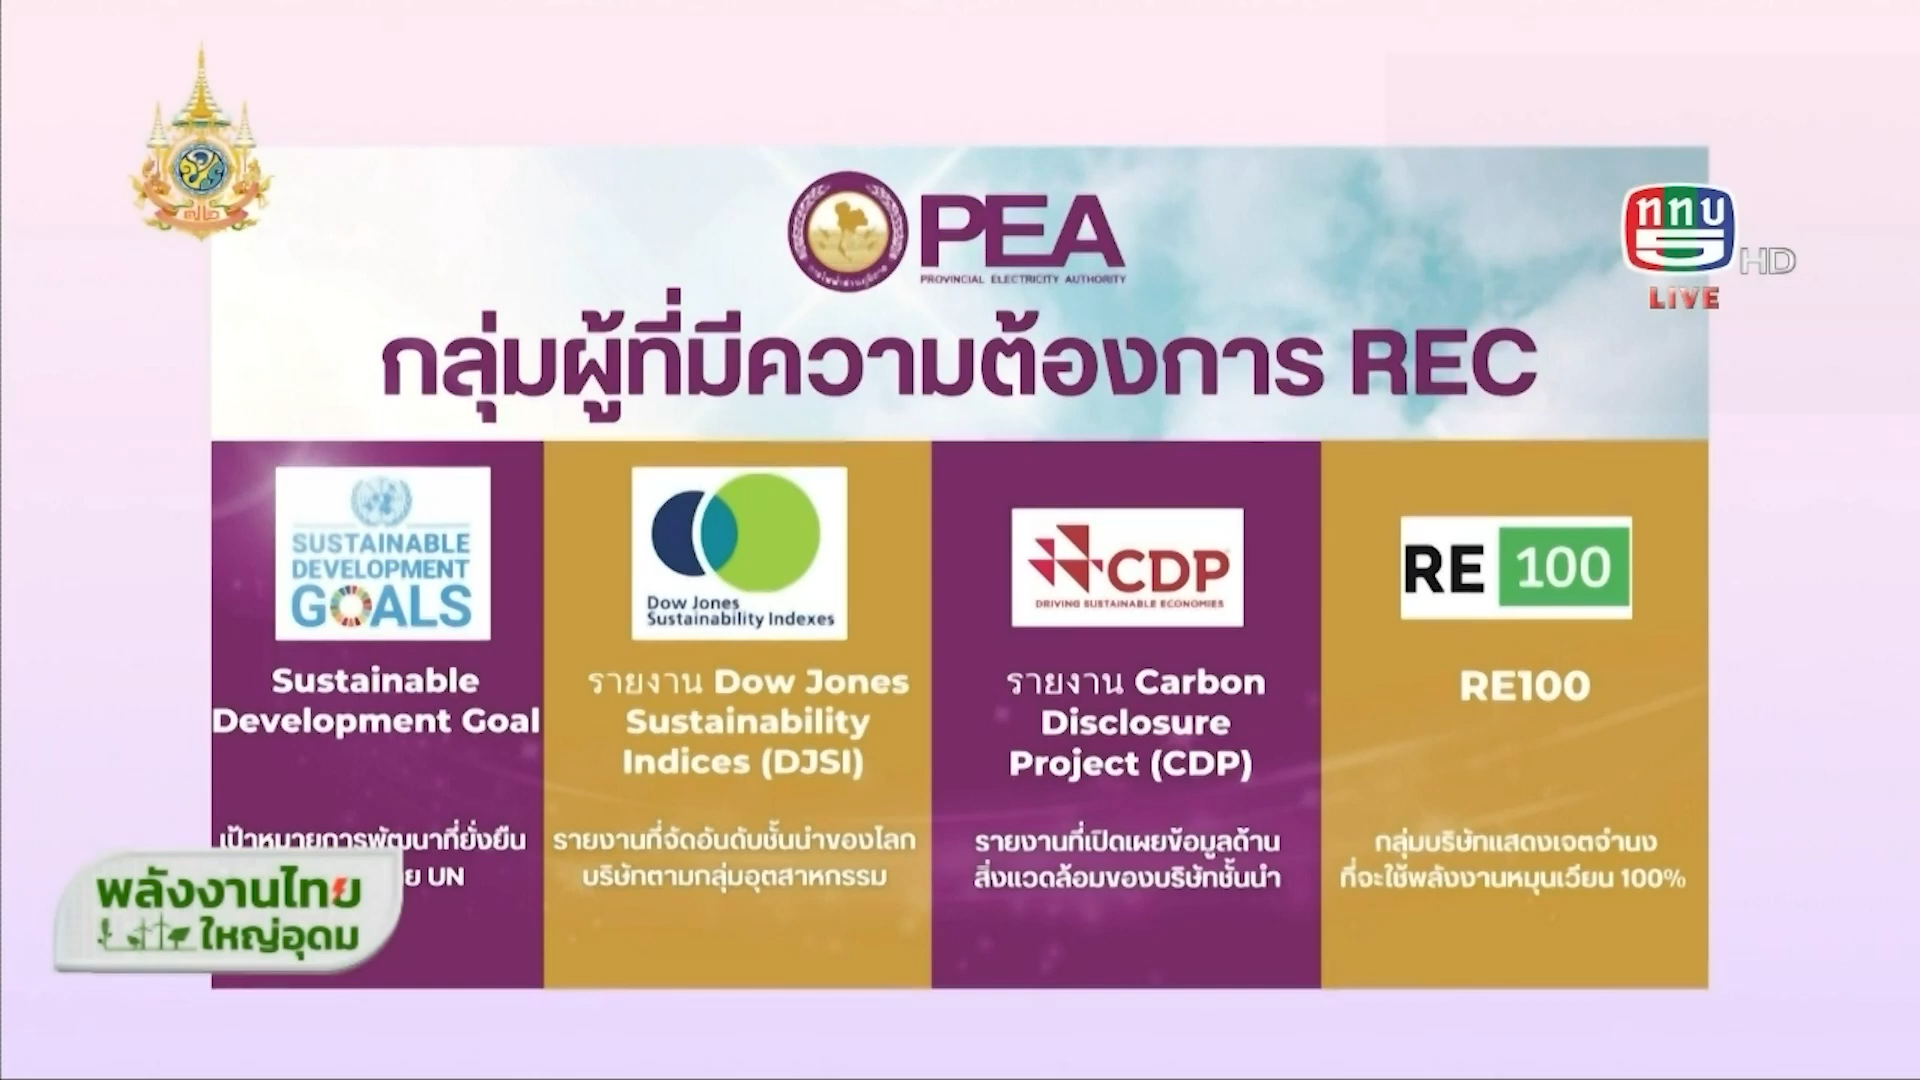 PEA
PROVINCIAL ELECTRICITY AUTHORITY
ททบ
5
HD
LIVE
กลุ่มผู้ที่มีความต้องการ REC
SUSTAINABLE
DEVELOPMENT
GOALS
Sustainable
Development Goal
เป้าหมายการพัฒนาที่ยั่งยืน
ย UN
Dow Jones
Sustainability Indexes
รายงาน Dow Jones
Sustainability
Indices (DJSI)
รายงานที่จัดอันดับชั้นนำของโลก
บริษัทตามกลุ่มอุตสาหกรรม
CDP
DRIVING SUSTAINABLE ECONOMIES
รายงาน Carbon
Disclosure
Project (CDP)
รายงานที่เปิดเผยข้อมูลด้าน
สิ่งแวดล้อมของบริษัทชั้นนำ
RE 100
RE100
กลุ่มบริษัทแสดงเจตจำนง
ที่จะใช้พลังงานหมุนเวียน 100%
พลังงานไทย
ใหญ่อุดม